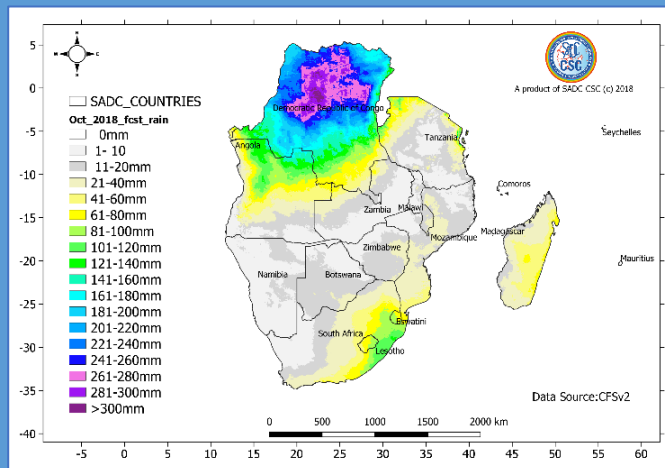 5
0
-5
-10
-15
-20
-25
-30
-35
-40
SADC_COUNTRIES
Oct_2018_fcst_rain
0mm
1- 10
11-20mm
21-40mm
41-60mm
61-80mm
81-100mm
101-120mm
121-140mm
141-160mm
161-180mm
181-200mm
201-220mm
221-240mm
241-260mm
261-280mm
281-300mm
>300mm
CSC
A product of SADC CSC (c) 2018
Democratic Republic of Congo
Tanzania
Seychelles
Angola
Comoros
Zambia
Malawi
Mozambique
Madagascar
Zimbabwe
Mauritius
Namibia
Botswana
Eswatini
South Africa
Lesotho
Data Source:CFSv2
0 500 1000 1500 2000 km
-5 0 5 10 15 20 25 30 35 40 45 50 55 60